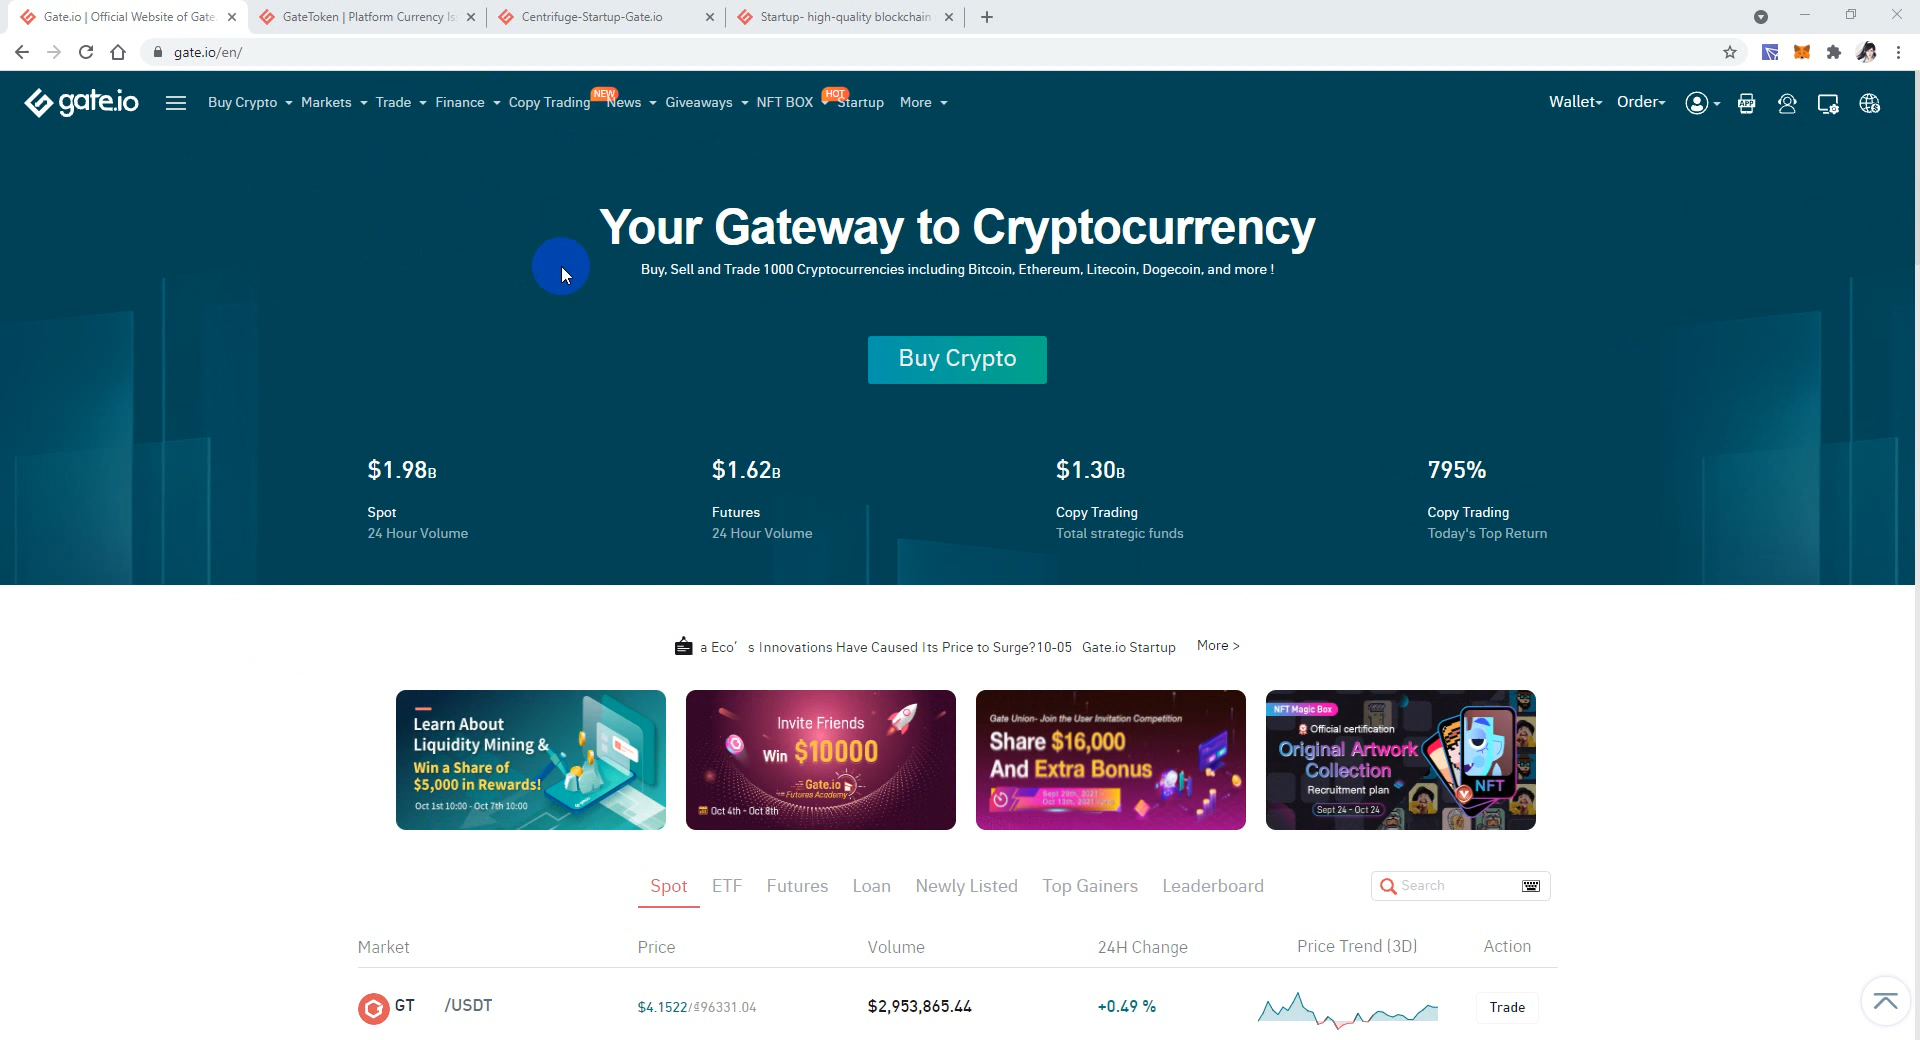 Gate.io | Official Website of Gate.
GateToken | Platform Currency Is
Centrifuge-Startup-Gate.io
Startup- high-quality blockchain
gate.io/en/
gate.io
Buy Crypto Markets Trade Finance Copy Trading NEW News Giveaways NFT BOX HOT Startup More
Wallet Order APP
Your Gateway to Cryptocurrency
Buy, Sell and Trade 1000 Cryptocurrencies including Bitcoin, Ethereum, Litecoin, Dogecoin, and more !
Buy Crypto
$1.98B $1.62B $1.30B 795%
Spot Futures Copy Trading Copy Trading
24 Hour Volume 24 Hour Volume Total strategic funds Today's Top Return
a Eco’ s Innovations Have Caused Its Price to Surge?10-05 Gate.io Startup More >
Learn About
Liquidity Mining &
Win a Share of
$5,000 in Rewards!
Oct 1st 10:00 - Oct 7th 10:00
Invite Friends
Win $10000
Gate.io
Futures Academy
Oct 4th - Oct 8th
Gate Union- Join the User Invitation Competition
Share $16,000
And Extra Bonus
NFT Magic Box
Official certification
Original Artwork
Collection
Recruitment plan
Sept 24 - Oct 24
NFT
Spot ETF Futures Loan Newly Listed Top Gainers Leaderboard Search
Market Price Volume 24H Change Price Trend (3D) Action
GT /USDT $4.1522/₫96331.04 $2,953,865.44 +0.49 % Trade